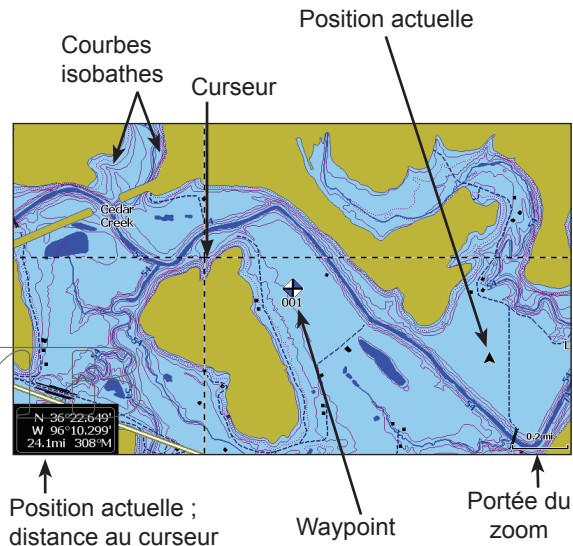 Position actuelle
Courbes
isobathes
Curseur
Cedar
Creek
001
L
N 36°22.649'
W 96°10.299'
24.1mi 308°M
0.2 mi
Position actuelle ;
distance au curseur
Waypoint
Portée du
zoom